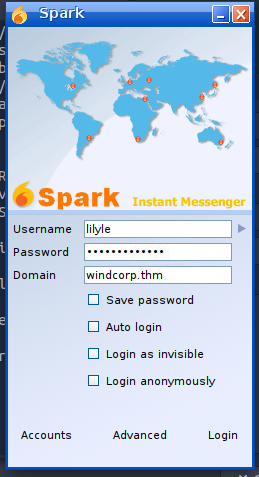 Spark
Spark Instant Messenger
Username lilyle
Password •••••••••••••
Domain windcorp.thm
Save password
Auto login
Login as invisible
Login anonymously
Accounts Advanced Login